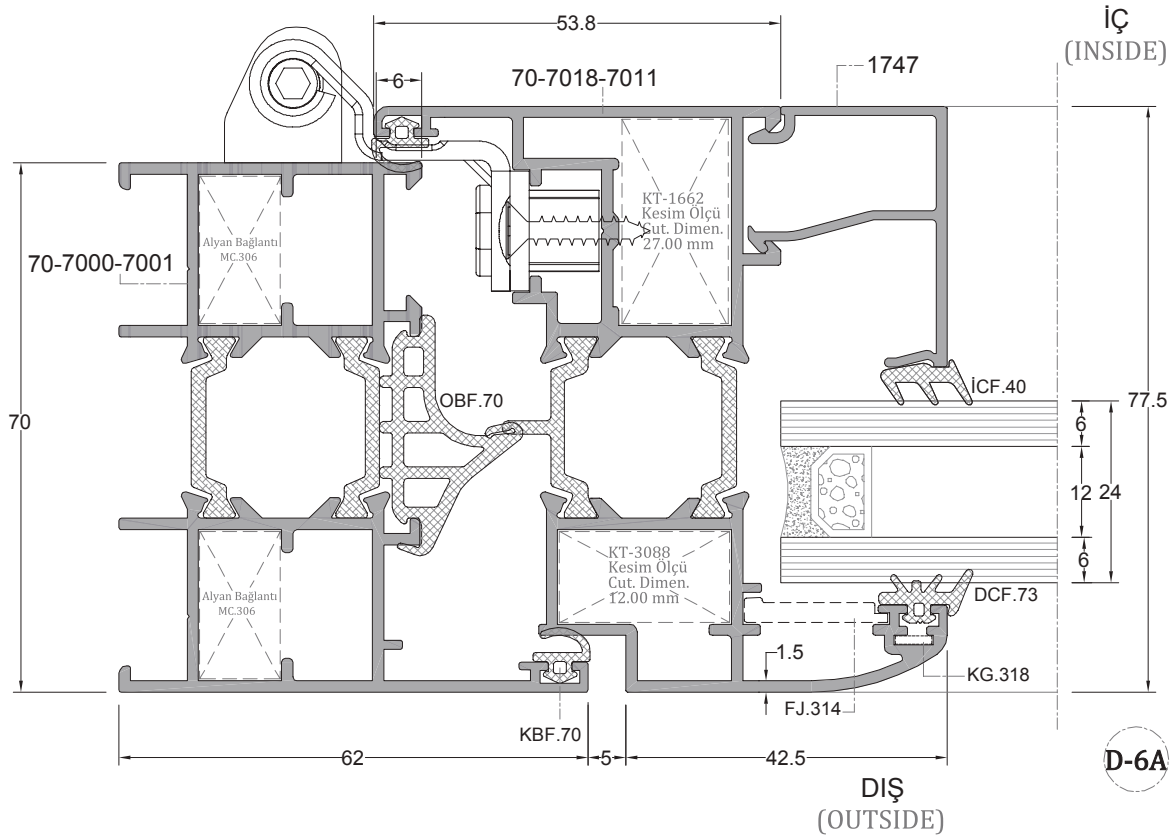 53.8
İÇ
(INSIDE)
6
70-7018-7011
1747
KT-1662
Kesim Ölçü
Cut. Dimen.
27.00 mm
Alyan Bağlantı
MC.306
70-7000-7001
70
OBF.70
İCF.40
77.5
6
12
24
6
KT-3088
Kesim Ölçü
Cut. Dimen.
12.00 mm
Alyan Bağlantı
MC.306
DCF.73
1.5
KG.318
FJ.314
KBF.70
62
5
42.5
D-6A
DIŞ
(OUTSIDE)